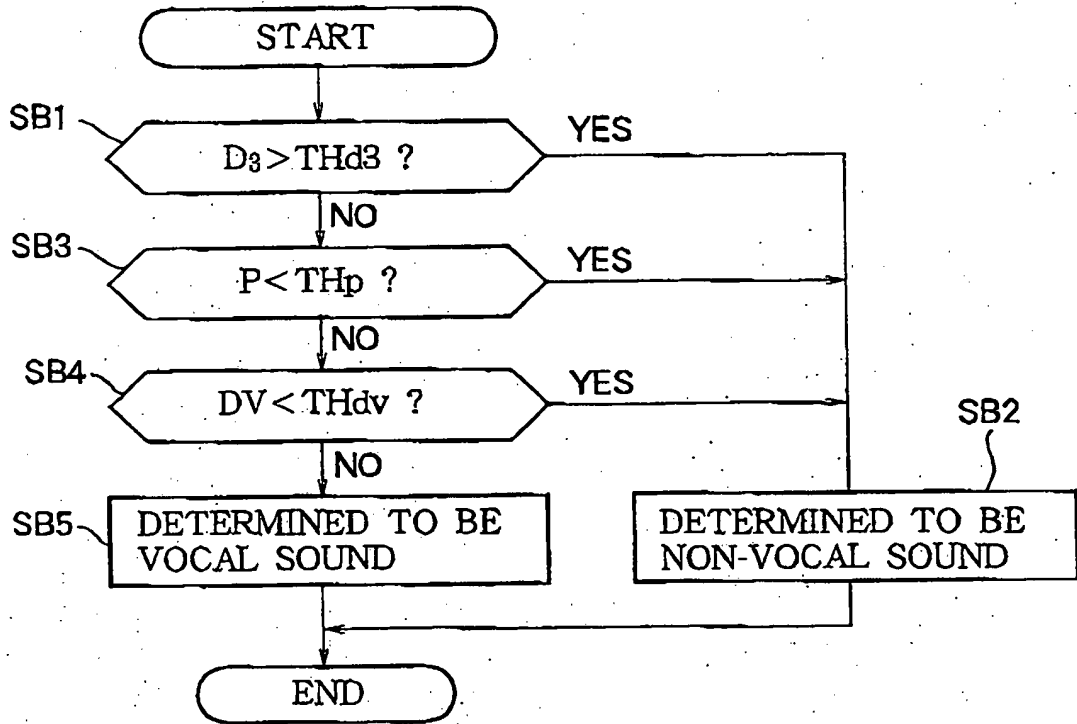 START
SB1
D₃>THd3 ?
YES
NO
SB3
P<THp ?
YES
NO
SB4
DV<THdv ?
YES
NO
SB2
SB5
DETERMINED TO BE
VOCAL SOUND
DETERMINED TO BE
NON-VOCAL SOUND
END